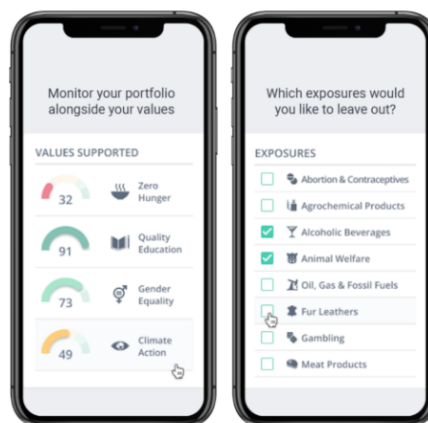 Monitor your portfolio
alongside your values
VALUES SUPPORTED
32
Zero
Hunger
91
Quality
Education
73
Gender
Equality
49
Climate
Action
Which exposures would
you like to leave out?
EXPOSURES
Abortion & Contraceptives
Agrochemical Products
Alcoholic Beverages
Animal Welfare
Oil, Gas & Fossil Fuels
Fur Leathers
Gambling
Meat Products